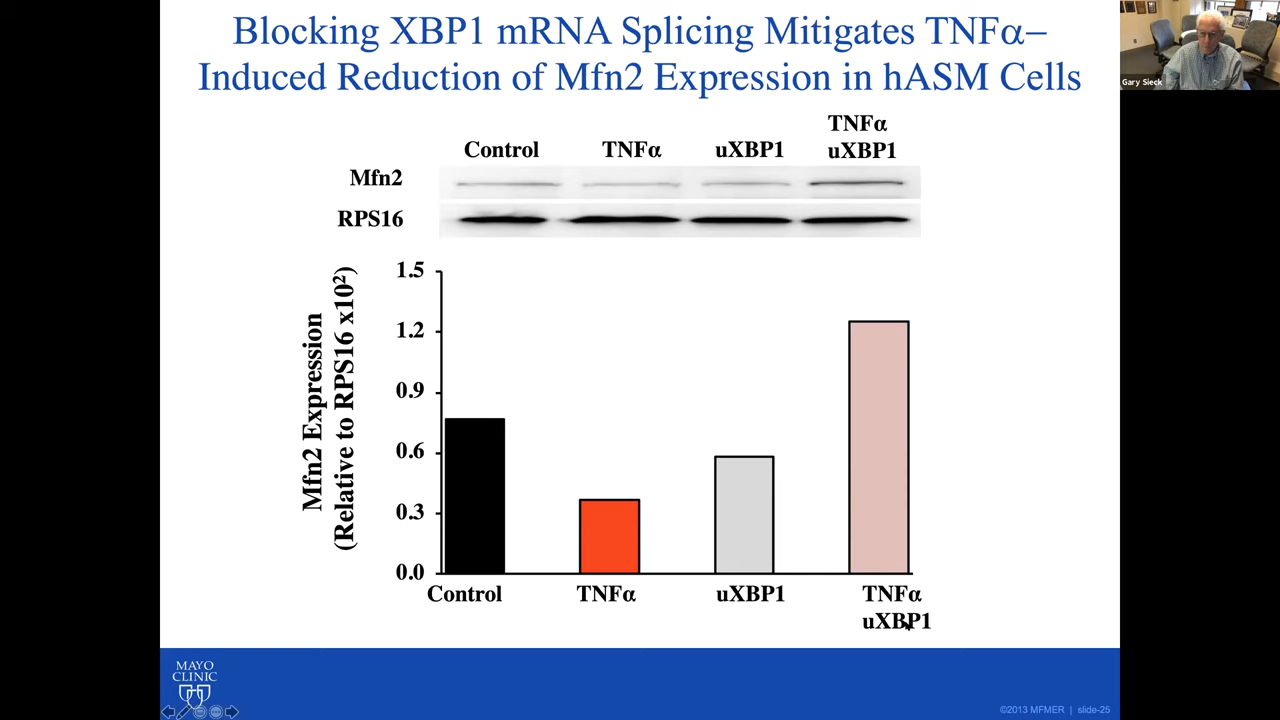 Blocking XBP1 mRNA Splicing Mitigates TNFα–
Induced Reduction of Mfn2 Expression in hASM Cells
Gary Sieck
Control
TNFα
uXBP1
TNFα
uXBP1
Mfn2
RPS16
Mfn2 Expression
(Relative to RPS16 x10²)
1.5
1.2
0.9
0.6
0.3
0.0
Control
TNFα
uXBP1
TNFα
uXBP1
MAYO
CLINIC
©2013 MFMER | slide-25